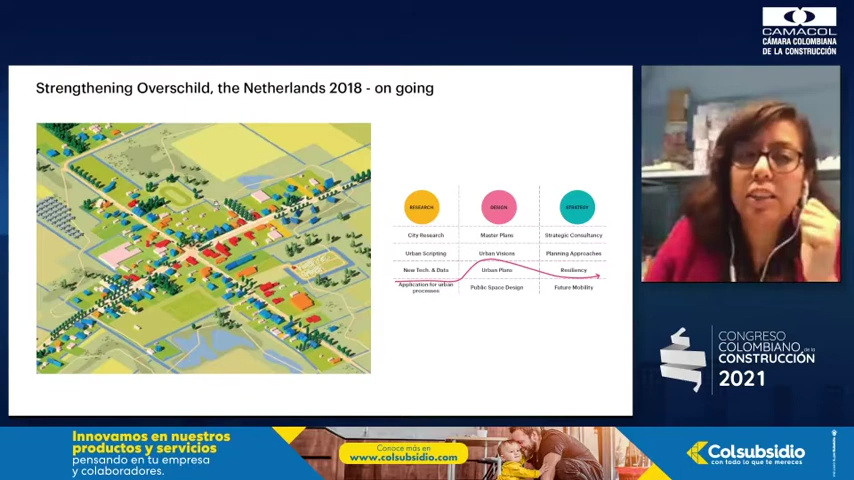 CAMACOL
CÁMARA COLOMBIANA
DE LA CONSTRUCCIÓN
Strengthening Overschild, the Netherlands 2018 - on going
RESEARCH
DESIGN
STRATEGY
City Research
Master Plans
Strategic Consultancy
Urban Scripting
Urban Visions
Planning Approaches
New Tech. & Data
Urban Plans
Resiliency
Application for urban
processes
Public Space Design
Future Mobility
CONGRESO
COLOMBIANO de la
CONSTRUCCIÓN
2021
Innovamos en nuestros
productos y servicios
pensando en tu empresa
y colaboradores.
Conoce más en
www.colsubsidio.com
Colsubsidio
con todo lo que te mereces